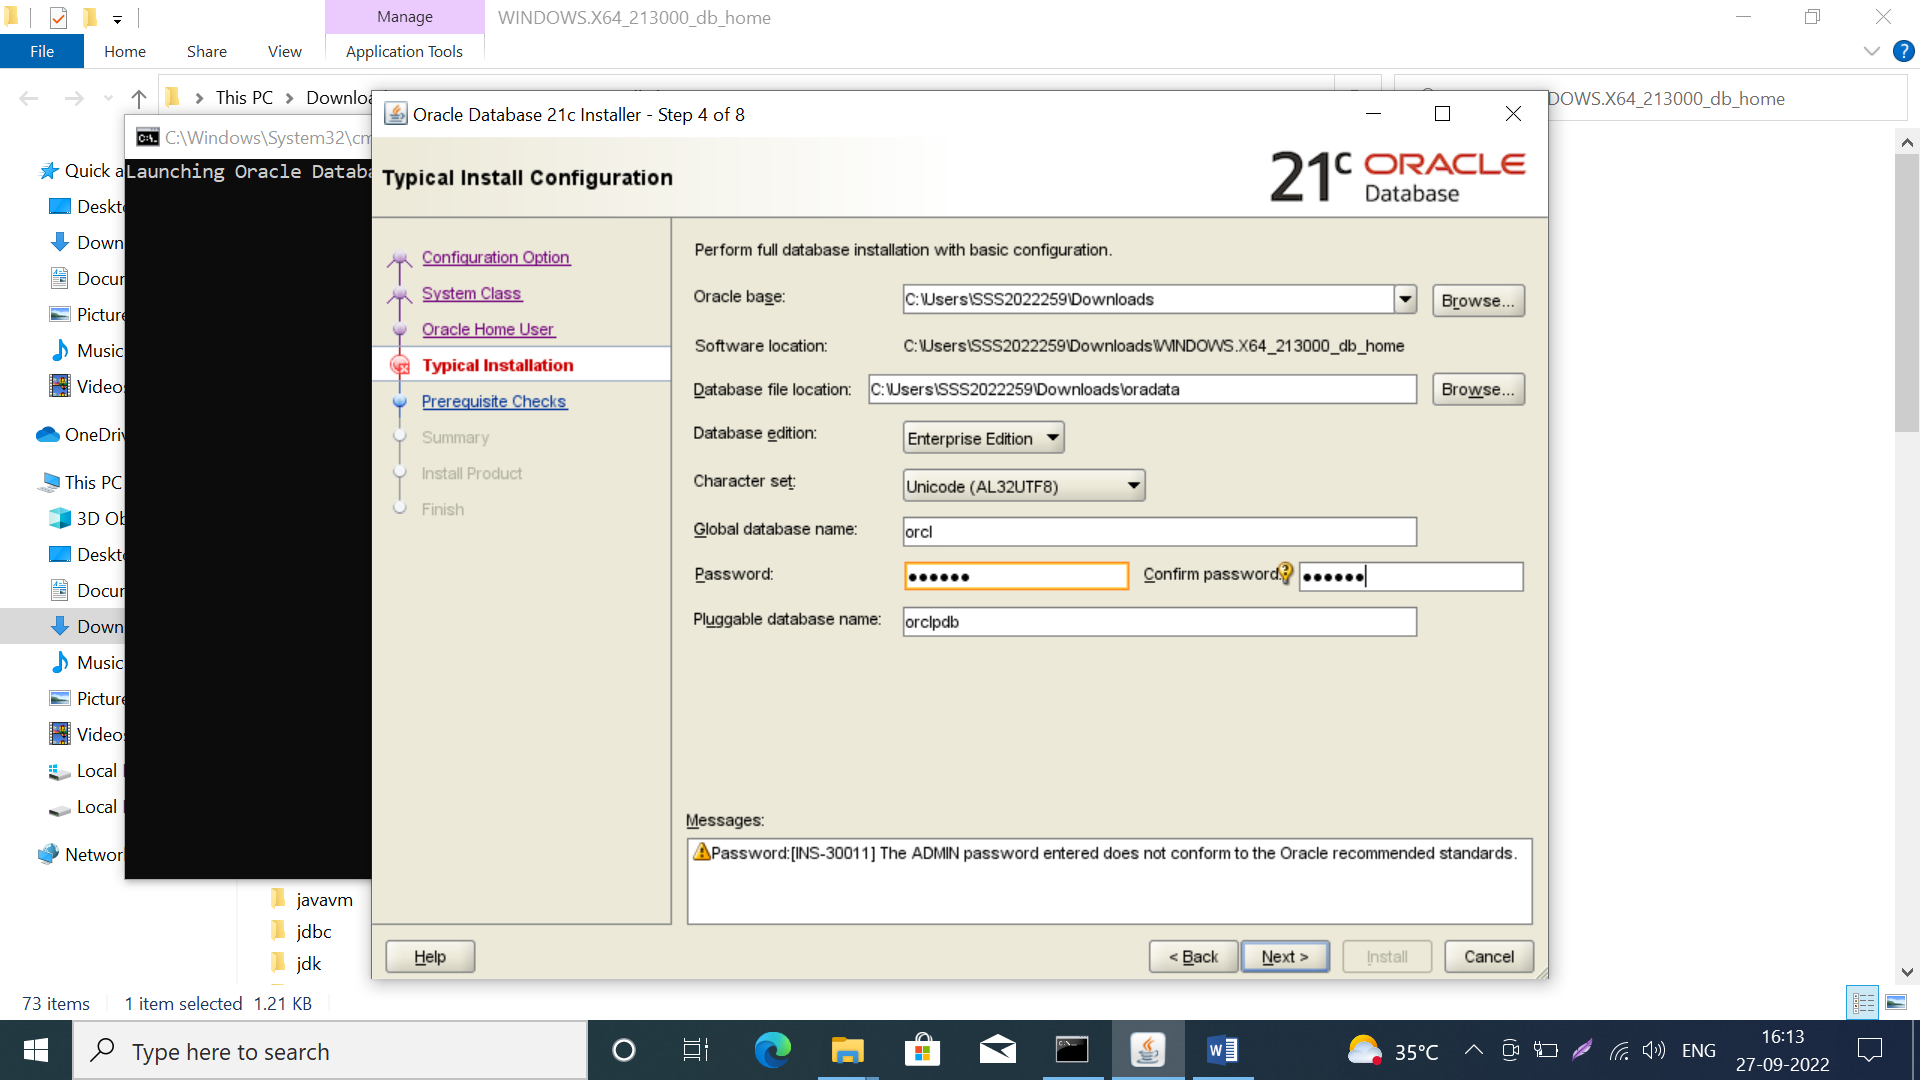 Manage
WINDOWS.X64_213000_db_home
File
Home
Share
View
Application Tools
This PC
DOWS.X64_213000_db_home
Oracle Database 21c Installer - Step 4 of 8
C:\Windows\System32\cm
Launching Oracle Databa
Typical Install Configuration
21c ORACLE
Database
Quick a
Deskt
Down
Docur
Picture
Music
Video
OneDriv
This PC
3D Ob
Deskt
Docur
Down
Music
Picture
Video
Local
Local
Networ
Configuration Option
System Class
Oracle Home User
Typical Installation
Prerequisite Checks
Summary
Install Product
Finish
Perform full database installation with basic configuration.
Oracle base:
C:\Users\SSS2022259\Downloads
Browse...
Software location:
C:\Users\SSS2022259\Downloads\WINDOWS.X64_213000_db_home
Database file location:
C:\Users\SSS2022259\Downloads\oradata
Browse...
Database edition:
Enterprise Edition
Character set:
Unicode (AL32UTF8)
Global database name:
orcl
Password:
••••••
Confirm password:
••••••
Pluggable database name:
orclpdb
Messages:
Password:[INS-30011] The ADMIN password entered does not conform to the Oracle recommended standards.
Help
< Back
Next >
Install
Cancel
javavm
jdbc
jdk
73 items
1 item selected 1.21 KB
Type here to search
35°C
ENG
16:13
27-09-2022